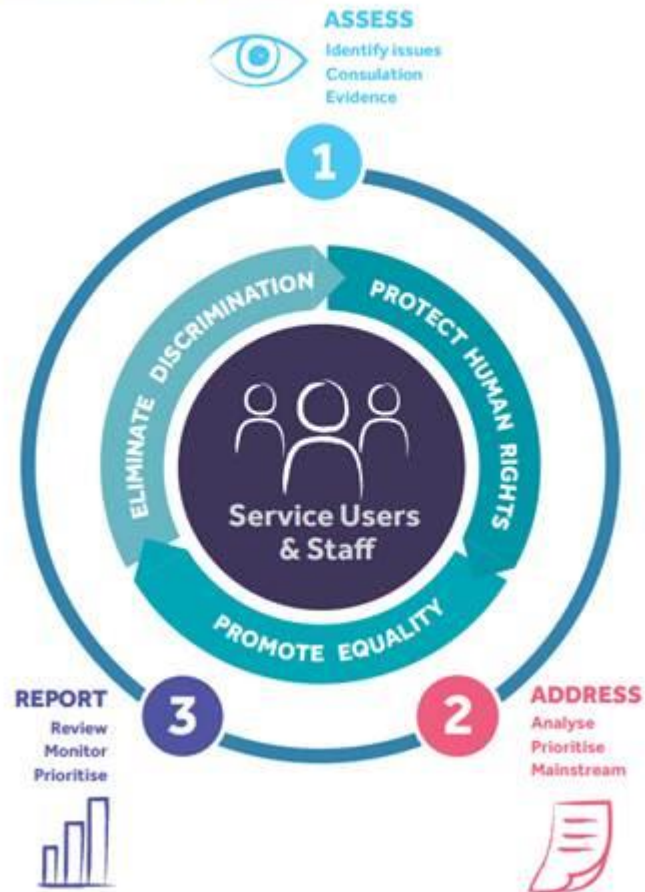 ASSESS
Identify issues
Consulation
Evidence
1
ELIMINATE DISCRIMINATION
PROTECT HUMAN RIGHTS
PROMOTE EQUALITY
Service Users
& Staff
2
ADDRESS
Analyse
Prioritise
Mainstream
3
REPORT
Review
Monitor
Prioritise